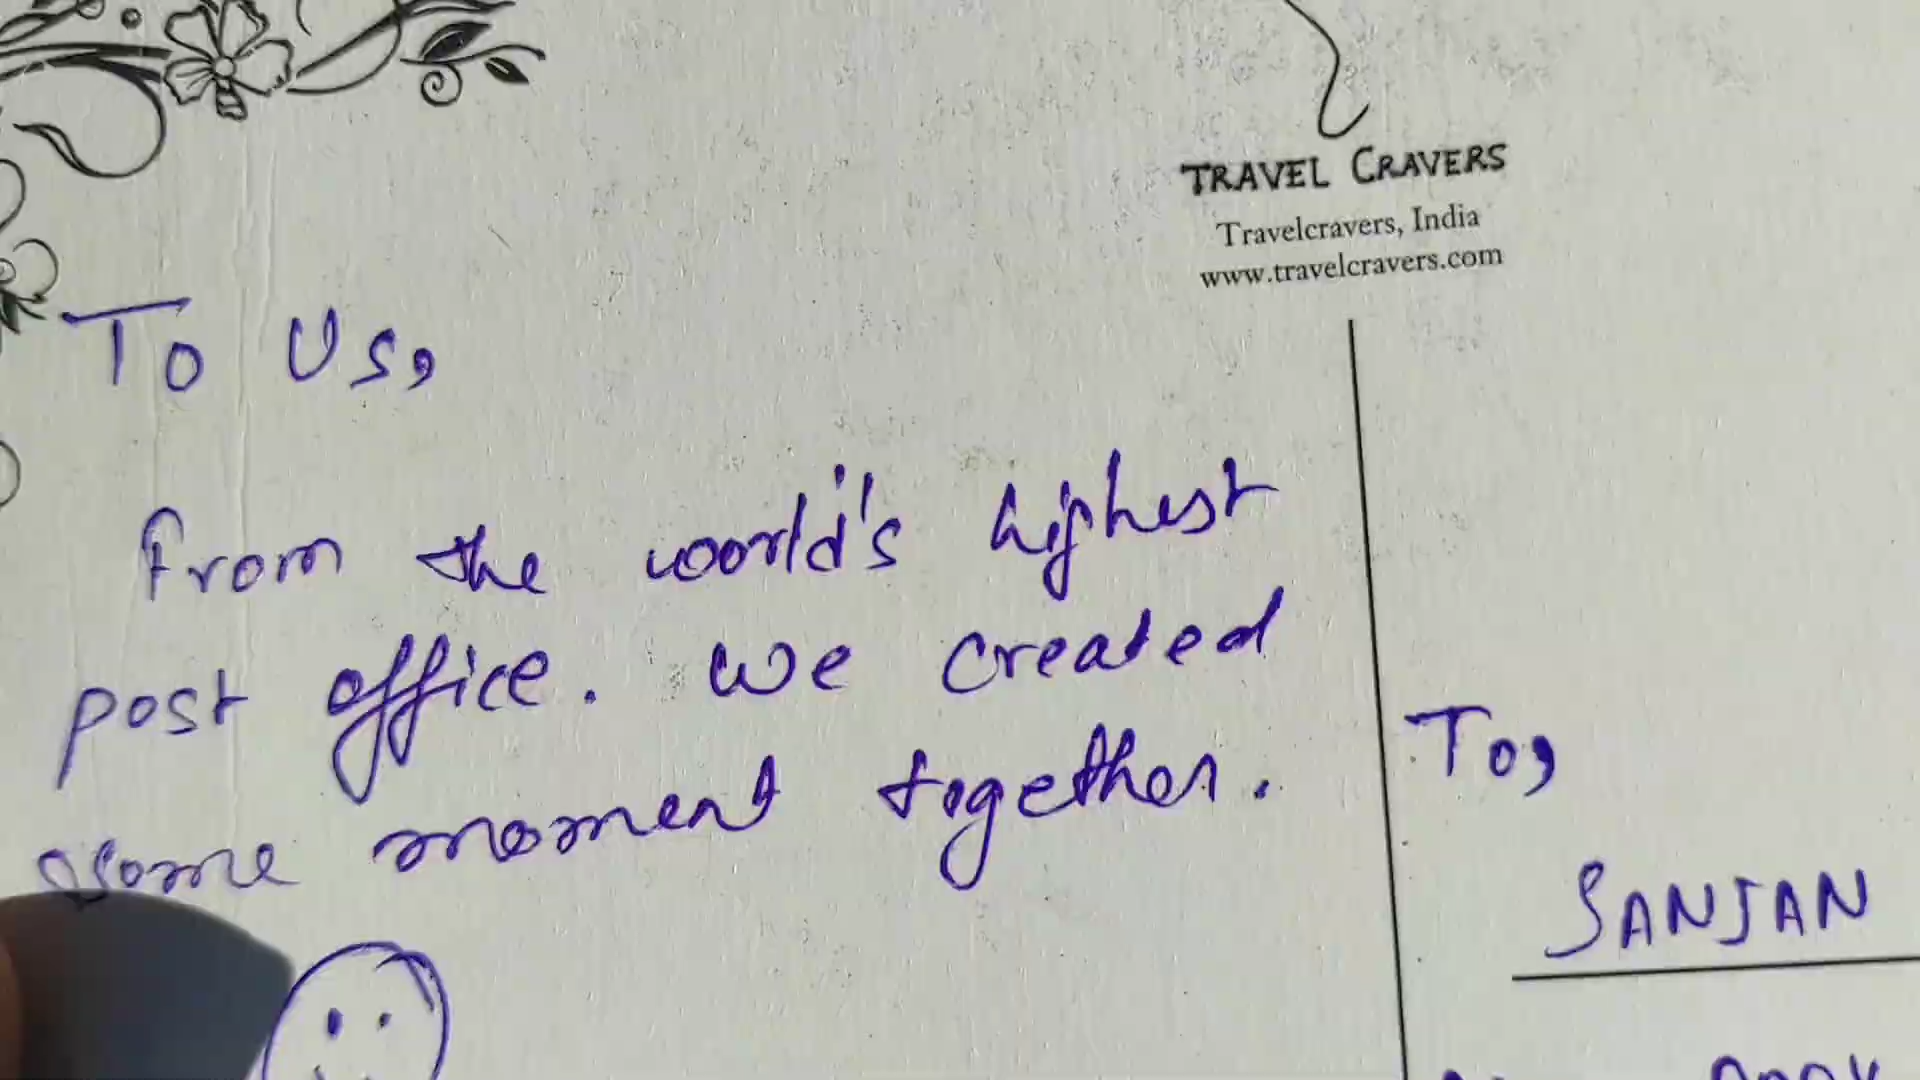 TRAVEL CRAVERS
Travelcravers, India
www.travelcravers.com
To Us,
From the world's highest
post office. We created
some moment together.
To,
SANJAN